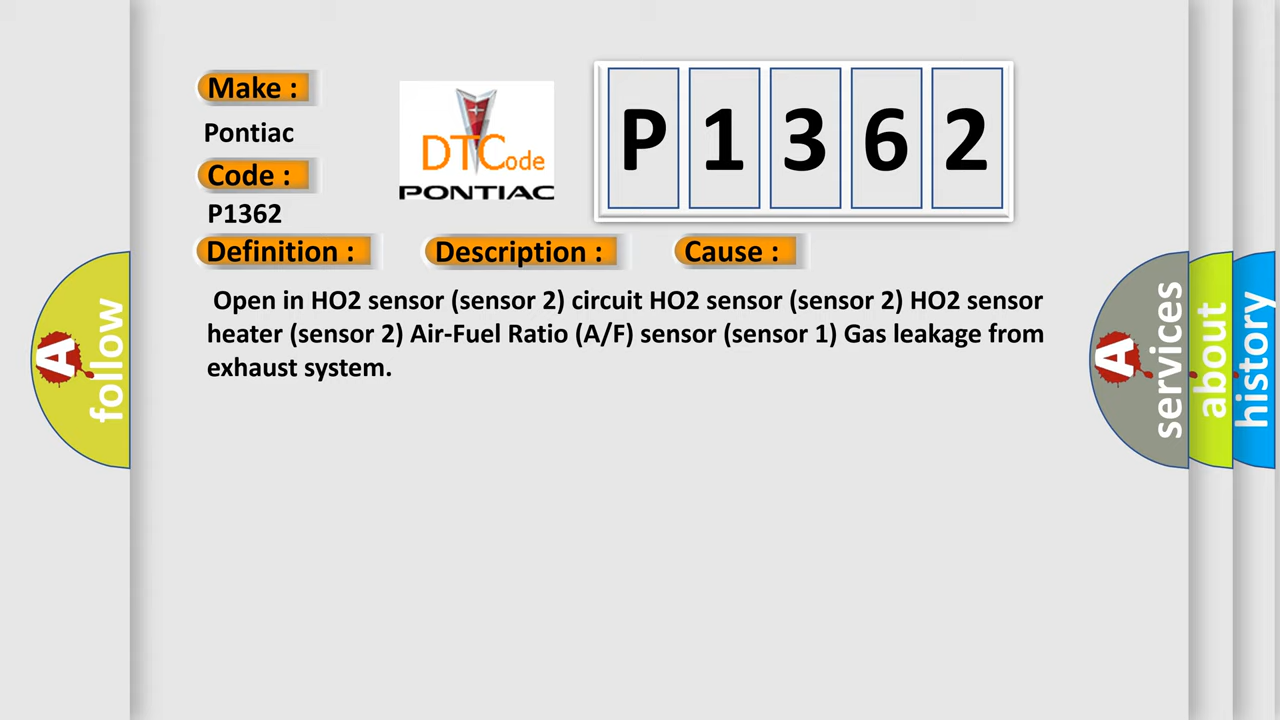 Make :
Pontiac
Code :
P1362
DTCode
PONTIAC
P 1 3 6 2
Definition :
Description :
Cause :
Open in HO2 sensor (sensor 2) circuit HO2 sensor (sensor 2) HO2 sensor
heater (sensor 2) Air-Fuel Ratio (A/F) sensor (sensor 1) Gas leakage from
exhaust system.
A
follow
A
services
about
history